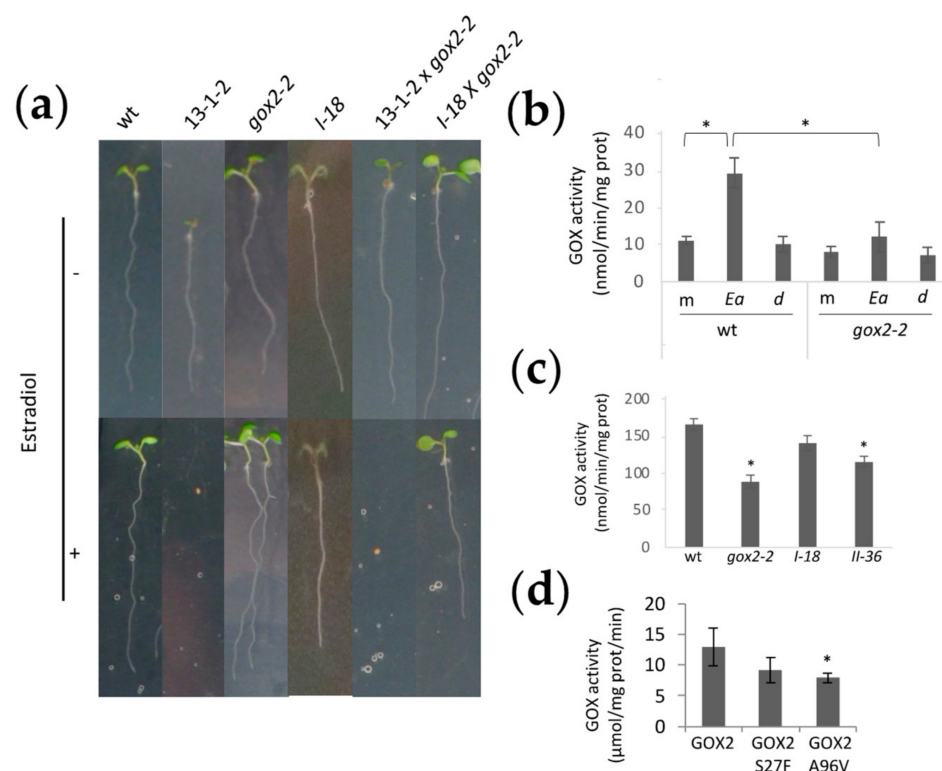 (a)
wt
13-1-2
gox2-2
I-18
13-1-2 x gox2-2
I-18 X gox2-2
Estradiol
-
+
(b)
GOX activity
(nmol/min/mg prot)
40
30
20
10
0
*
*
m
Ea
d
m
Ea
d
wt
gox2-2
(c)
GOX activity
(nmol/min/mg prot)
200
150
100
50
0
*
*
wt
gox2-2
I-18
II-36
(d)
GOX activity
(µmol/mg prot/min)
20
15
10
5
0
*
GOX2
GOX2
S27F
GOX2
A96V